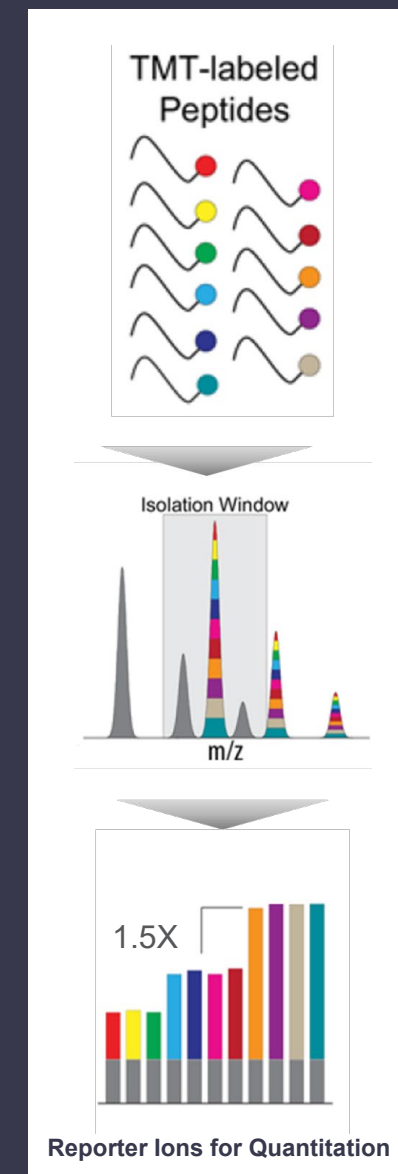 TMT-labeled
Peptides
Isolation Window
m/z
1.5X
Reporter Ions for Quantitation